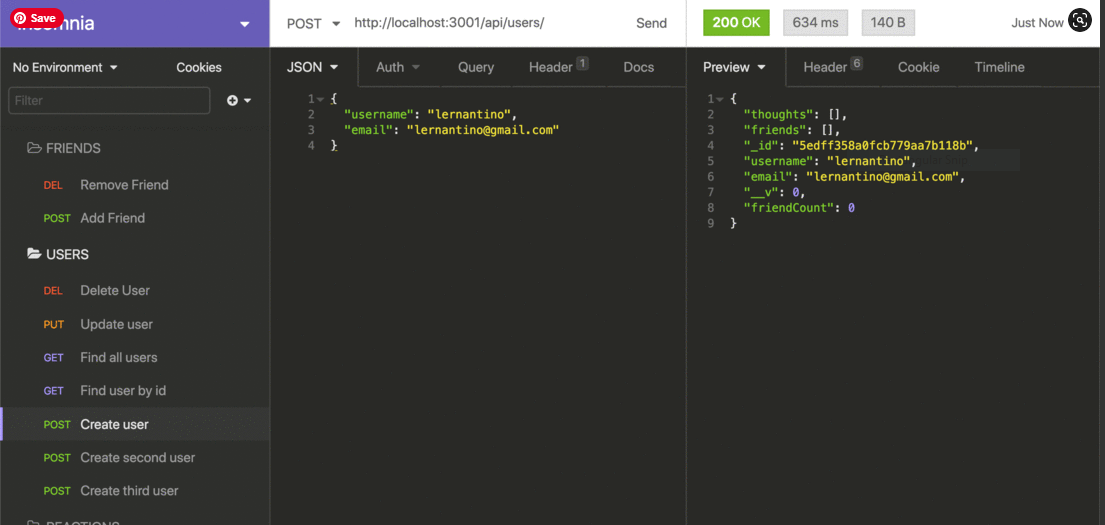 Save
insomnia
POST http://localhost:3001/api/users/ Send
200 OK 634 ms 140 B Just Now
No Environment Cookies
JSON Auth Query Header 1 Docs
Preview Header 6 Cookie Timeline
Filter
FRIENDS
DEL Remove Friend
POST Add Friend
USERS
DEL Delete User
PUT Update user
GET Find all users
GET Find user by id
POST Create user
POST Create second user
POST Create third user
REACTIONS
1 {
2 "username": "lernantino",
3 "email": "lernantino@gmail.com"
4 }
1 {
2 "thoughts": [],
3 "friends": [],
4 "_id": "5edff358a0fcb779aa7b118b",
5 "username": "lernantino",
6 "email": "lernantino@gmail.com",
7 "__v": 0,
8 "friendCount": 0
9 }